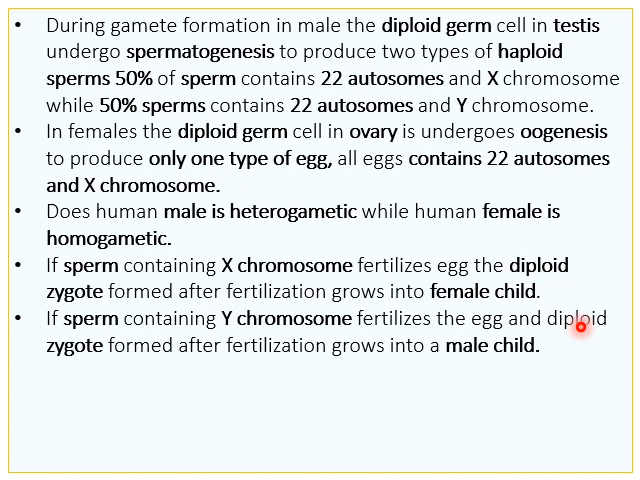 • During gamete formation in male the diploid germ cell in testis
undergo spermatogenesis to produce two types of haploid
sperms 50% of sperm contains 22 autosomes and X chromosome
while 50% sperms contains 22 autosomes and Y chromosome.
• In females the diploid germ cell in ovary is undergoes oogenesis
to produce only one type of egg, all eggs contains 22 autosomes
and X chromosome.
• Does human male is heterogametic while human female is
homogametic.
• If sperm containing X chromosome fertilizes egg the diploid
zygote formed after fertilization grows into female child.
• If sperm containing Y chromosome fertilizes the egg and diploid
zygote formed after fertilization grows into a male child.